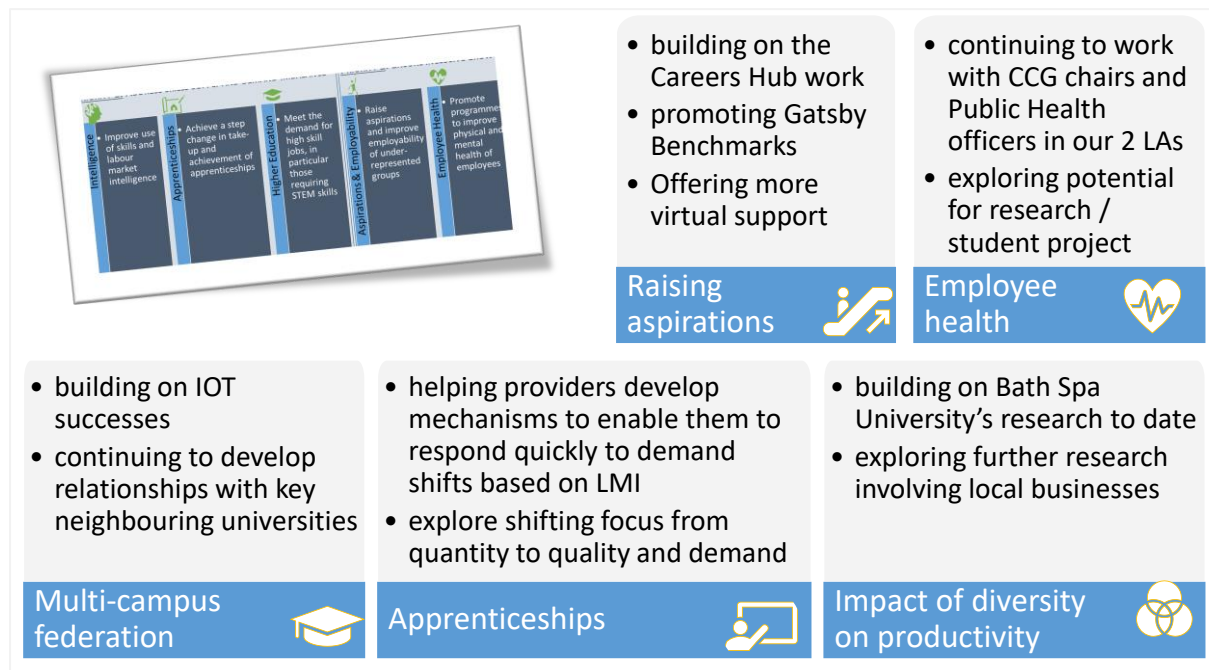 Intelligence
• Improve use
of skills and
labour
market
intelligence
Apprenticeships
• Achieve a step
change in take-
up and
achievement of
apprenticeships
Higher Education
• Meet the
demand for
high skill
jobs, in
particular
those
requiring
STEM skills
Aspirations & Employability
• Raise
aspirations
and improve
employability
of under-
represented
groups
Employee Health
• Promote
programmes
to improve
physical and
mental
health of
employees
• building on the
Careers Hub work
• promoting Gatsby
Benchmarks
• Offering more
virtual support
Raising
aspirations
• continuing to work
with CCG chairs and
Public Health
officers in our 2 LAs
• exploring potential
for research /
student project
Employee
health
• building on IOT
successes
• continuing to develop
relationships with key
neighbouring universities
Multi-campus
federation
• helping providers develop
mechanisms to enable them to
respond quickly to demand
shifts based on LMI
• explore shifting focus from
quantity to quality and demand
Apprenticeships
• building on Bath Spa
University’s research to date
• exploring further research
involving local businesses
Impact of diversity
on productivity